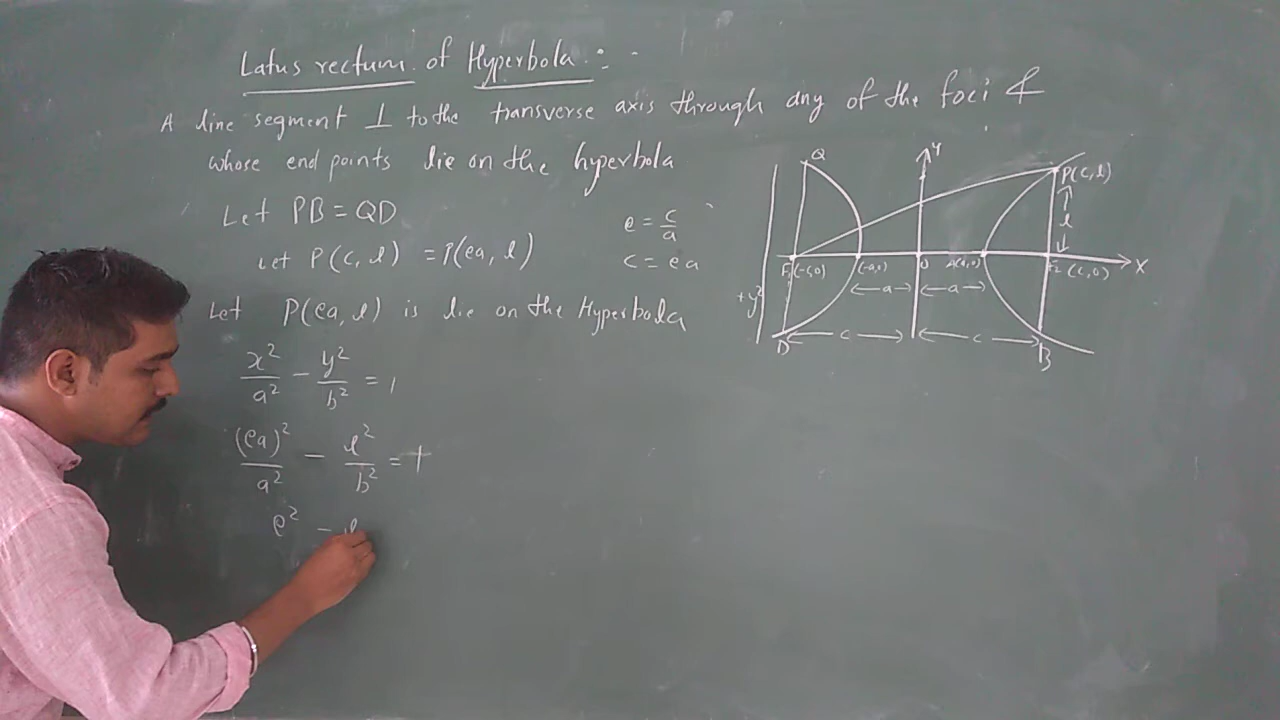 Latus rectum of Hyperbola :-
A line segment ⊥ to the transverse axis through any of the foci &
whose end points lie on the hyperbola
Let PB = QD
Let P(c, l) = P(ea, l)
e = c/a
c = ea
Let P(ea, l) is lie on the Hyperbola
x²/a² - y²/b² = 1
(ea)²/a² - l²/b² = 1
e² - l
Q
Y
P(c, l)
l
F₁(-c,0)
(-a,0)
O
A(a,0)
F₂ (c,0)
X
← a →
← a →
+y²
D
← c →
← c →
B